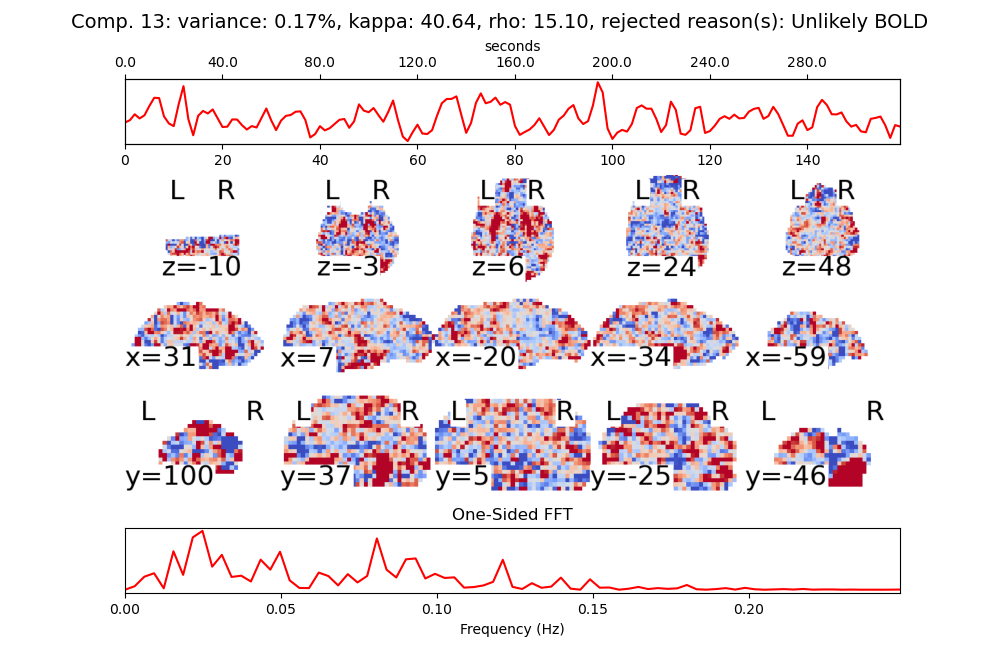 Comp. 13: variance: 0.17%, kappa: 40.64, rho: 15.10, rejected reason(s): Unlikely BOLD
seconds
0.0 40.0 80.0 120.0 160.0 200.0 240.0 280.0
0 20 40 60 80 100 120 140
L R L R L R L R L R
z=-10 z=-3 z=6 z=24 z=48
x=31 x=7 x=-20 x=-34 x=-59
L R L R L R L R L R
y=100 y=37 y=5 y=-25 y=-46
One-Sided FFT
0.00 0.05 0.10 0.15 0.20
Frequency (Hz)